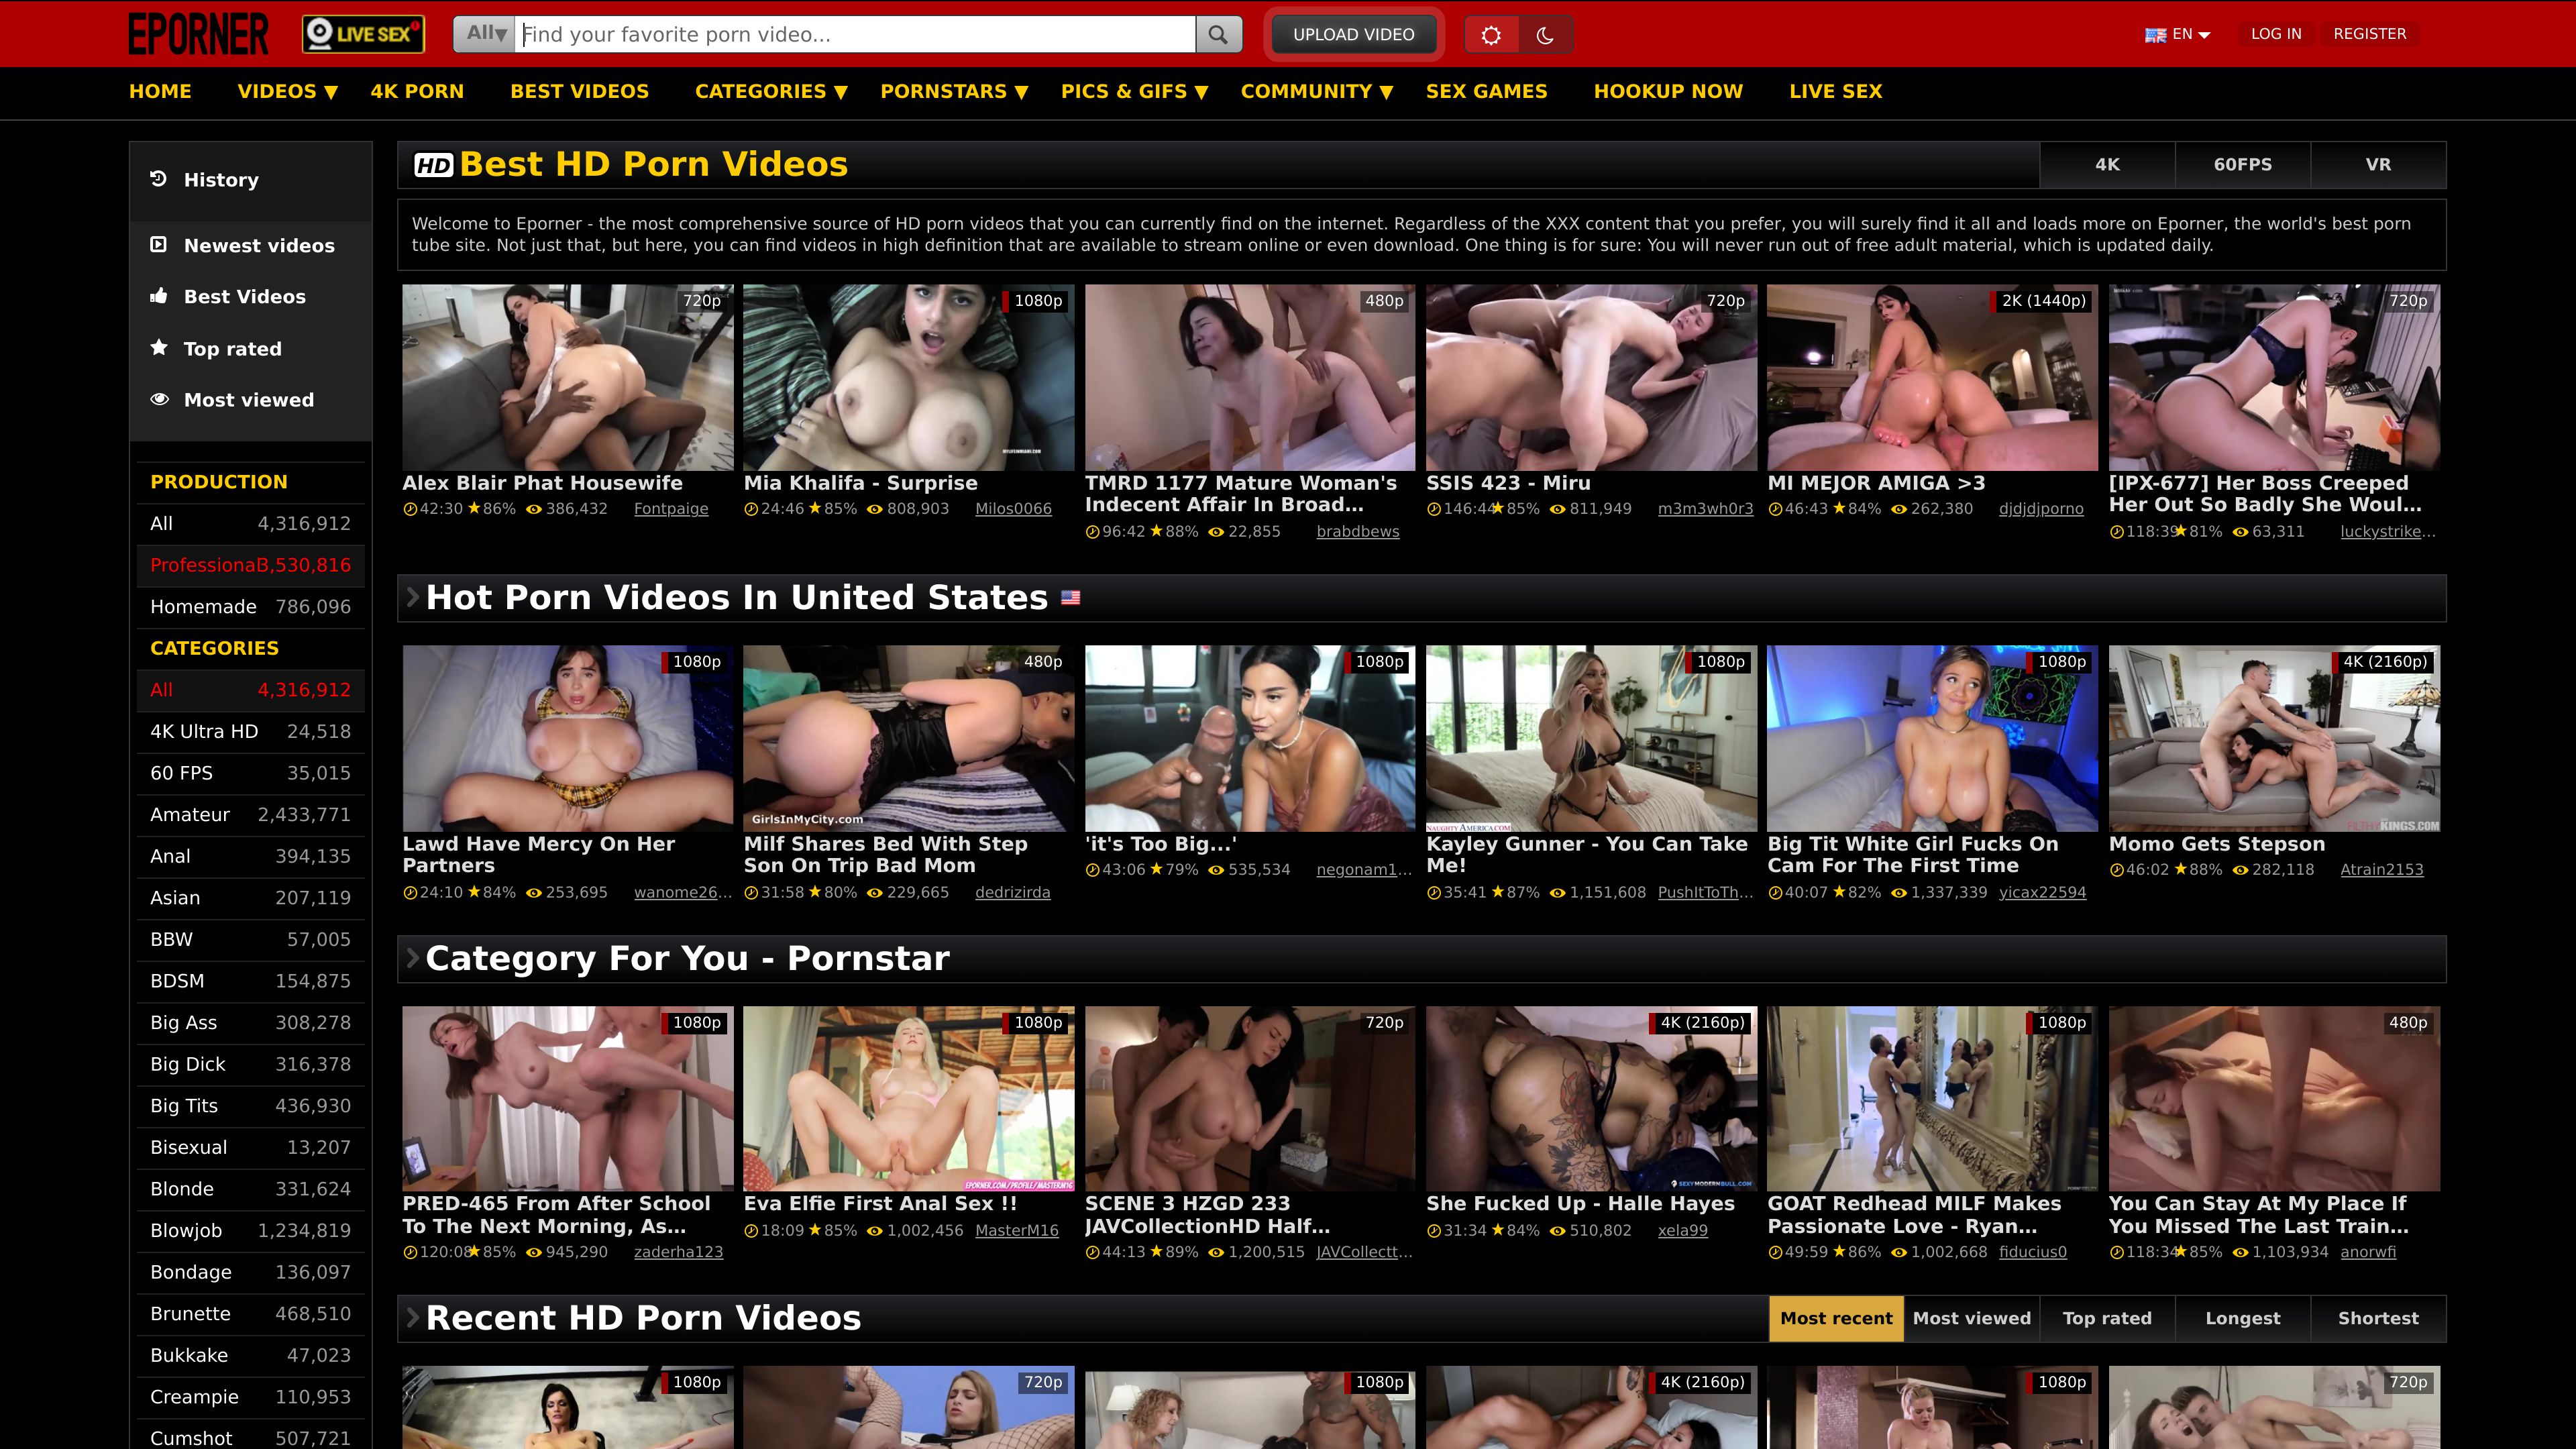 EPORNER
LIVE SEX
All▼
Find your favorite porn video...
UPLOAD VIDEO
EN
LOG IN
REGISTER
HOME
VIDEOS ▼
4K PORN
BEST VIDEOS
CATEGORIES ▼
PORNSTARS ▼
PICS & GIFS ▼
COMMUNITY ▼
SEX GAMES
HOOKUP NOW
LIVE SEX
History
Newest videos
Best Videos
Top rated
Most viewed
PRODUCTION
All 4,316,912
Professional 3,530,816
Homemade 786,096
CATEGORIES
All 4,316,912
4K Ultra HD 24,518
60 FPS 35,015
Amateur 2,433,771
Anal 394,135
Asian 207,119
BBW 57,005
BDSM 154,875
Big Ass 308,278
Big Dick 316,378
Big Tits 436,930
Bisexual 13,207
Blonde 331,624
Blowjob 1,234,819
Bondage 136,097
Brunette 468,510
Bukkake 47,023
Creampie 110,953
Cumshot 507,721
HD Best HD Porn Videos
4K
60FPS
VR
Welcome to Eporner - the most comprehensive source of HD porn videos that you can currently find on the internet. Regardless of the XXX content that you prefer, you will surely find it all and loads more on Eporner, the world's best porn
tube site. Not just that, but here, you can find videos in high definition that are available to stream online or even download. One thing is for sure: You will never run out of free adult material, which is updated daily.
720p
Alex Blair Phat Housewife
42:30 86% 386,432 Fontpaige
1080p
Mia Khalifa - Surprise
24:46 85% 808,903 Milos0066
480p
TMRD 1177 Mature Woman's
Indecent Affair In Broad...
96:42 88% 22,855 brabdbews
720p
SSIS 423 - Miru
146:44 85% 811,949 m3m3wh0r3
2K (1440p)
MI MEJOR AMIGA >3
46:43 84% 262,380 djdjdjporno
720p
[IPX-677] Her Boss Creeped
Her Out So Badly She Woul...
118:39 81% 63,311 luckystrike...
Hot Porn Videos In United States
1080p
Lawd Have Mercy On Her
Partners
24:10 84% 253,695 wanome26...
480p
GirlsInMyCity.com
Milf Shares Bed With Step
Son On Trip Bad Mom
31:58 80% 229,665 dedrizirda
1080p
'it's Too Big...'
43:06 79% 535,534 negonam1...
1080p
NAUGHTY AMERICA.COM
Kayley Gunner - You Can Take
Me!
35:41 87% 1,151,608 PushItToTh...
1080p
Big Tit White Girl Fucks On
Cam For The First Time
40:07 82% 1,337,339 yicax22594
4K (2160p)
FILTHYKINGS.COM
Momo Gets Stepson
46:02 88% 282,118 Atrain2153
Category For You - Pornstar
1080p
PRED-465 From After School
To The Next Morning, As...
120:08 85% 945,290 zaderha123
1080p
EPORNER.COM/PROFILE/MASTERM16
Eva Elfie First Anal Sex !!
18:09 85% 1,002,456 MasterM16
720p
SCENE 3 HZGD 233
JAVCollectionHD Half...
44:13 89% 1,200,515 JAVCollectt...
4K (2160p)
SEXYMODERNBULL.COM
She Fucked Up - Halle Hayes
31:34 84% 510,802 xela99
1080p
GOAT Redhead MILF Makes
Passionate Love - Ryan...
49:59 86% 1,002,668 fiducius0
480p
You Can Stay At My Place If
You Missed The Last Train...
118:34 85% 1,103,934 anorwfi
Recent HD Porn Videos
Most recent
Most viewed
Top rated
Longest
Shortest
1080p
720p
1080p
4K (2160p)
1080p
720p